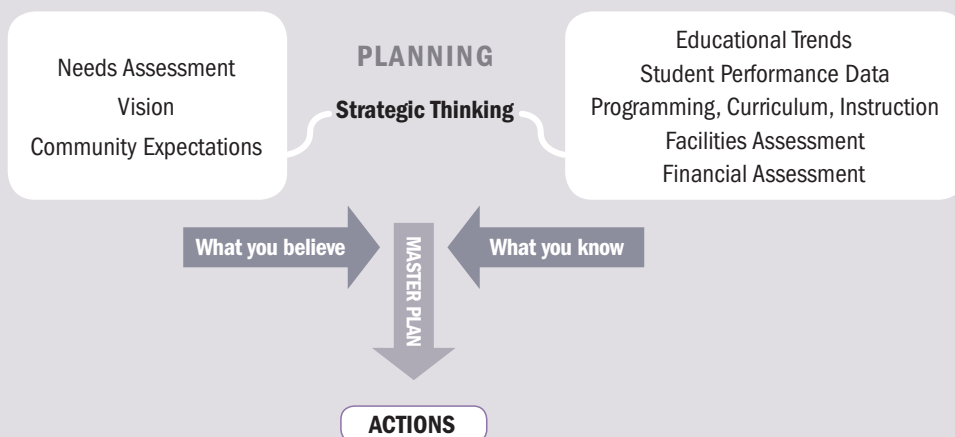 Needs Assessment
Vision
Community Expectations
PLANNING
Strategic Thinking
Educational Trends
Student Performance Data
Programming, Curriculum, Instruction
Facilities Assessment
Financial Assessment
What you believe
MASTER PLAN
What you know
ACTIONS